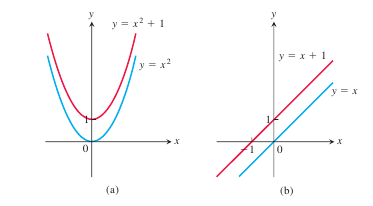 y
y = x² + 1
y = x²
1
0
x
(a)
y
y = x + 1
y = x
1
−1
0
x
(b)